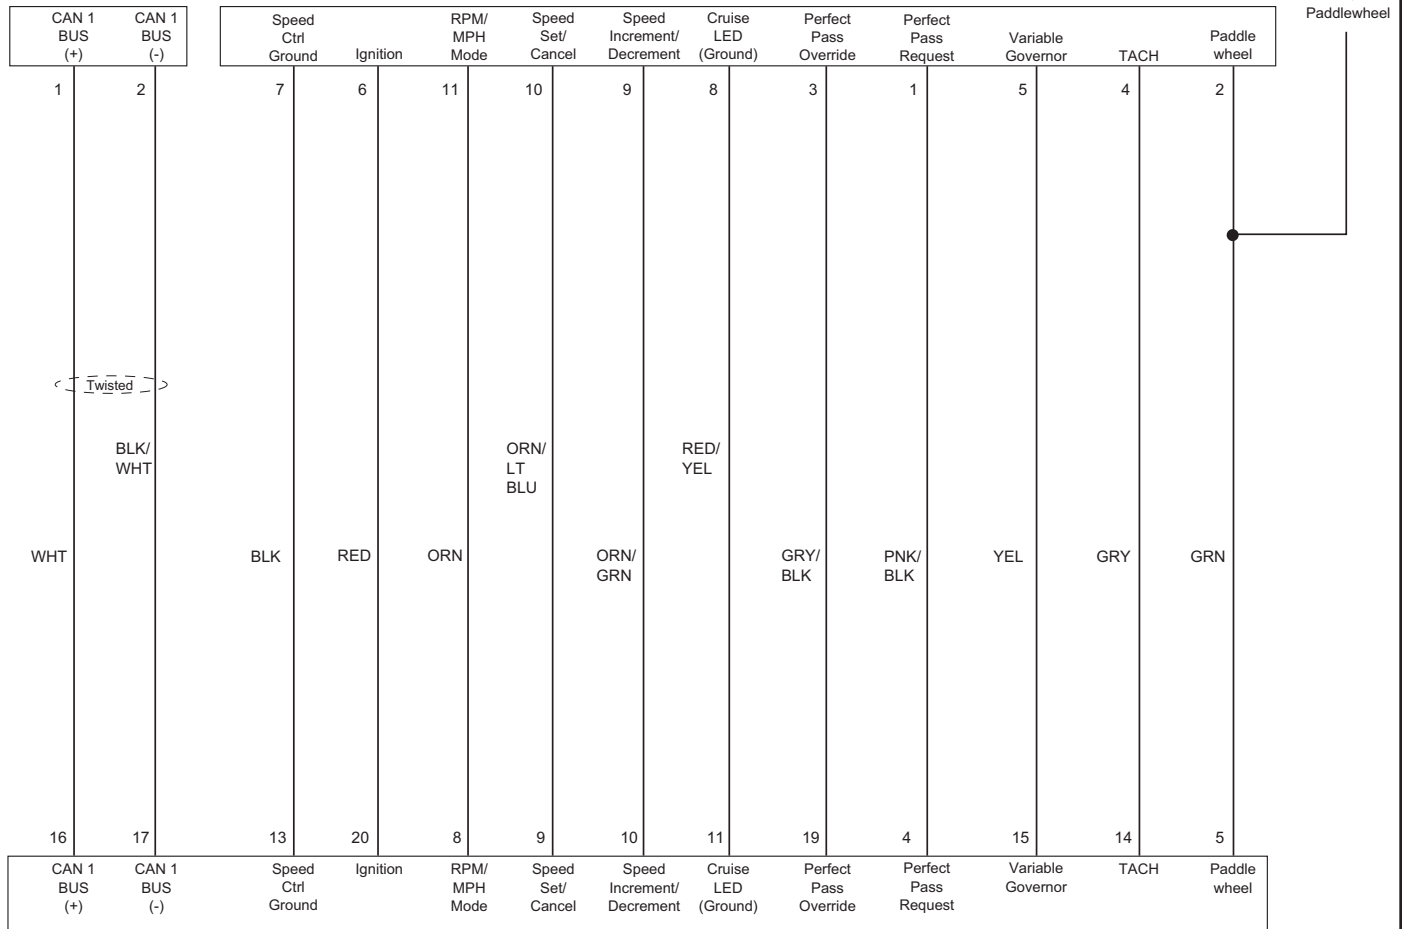 CAN 1
BUS
(+)
CAN 1
BUS
(-)
Speed
Ctrl
Ground
Ignition
RPM/
MPH
Mode
Speed
Set/
Cancel
Speed
Increment/
Decrement
Cruise
LED
(Ground)
Perfect
Pass
Override
Perfect
Pass
Request
Variable
Governor
TACH
Paddle
wheel
Paddlewheel
1
2
7
6
11
10
9
8
3
1
5
4
2
Twisted
BLK/
WHT
ORN/
LT
BLU
RED/
YEL
WHT
BLK
RED
ORN
ORN/
GRN
GRY/
BLK
PNK/
BLK
YEL
GRY
GRN
16
17
13
20
8
9
10
11
19
4
15
14
5
CAN 1
BUS
(+)
CAN 1
BUS
(-)
Speed
Ctrl
Ground
Ignition
RPM/
MPH
Mode
Speed
Set/
Cancel
Speed
Increment/
Decrement
Cruise
LED
(Ground)
Perfect
Pass
Override
Perfect
Pass
Request
Variable
Governor
TACH
Paddle
wheel